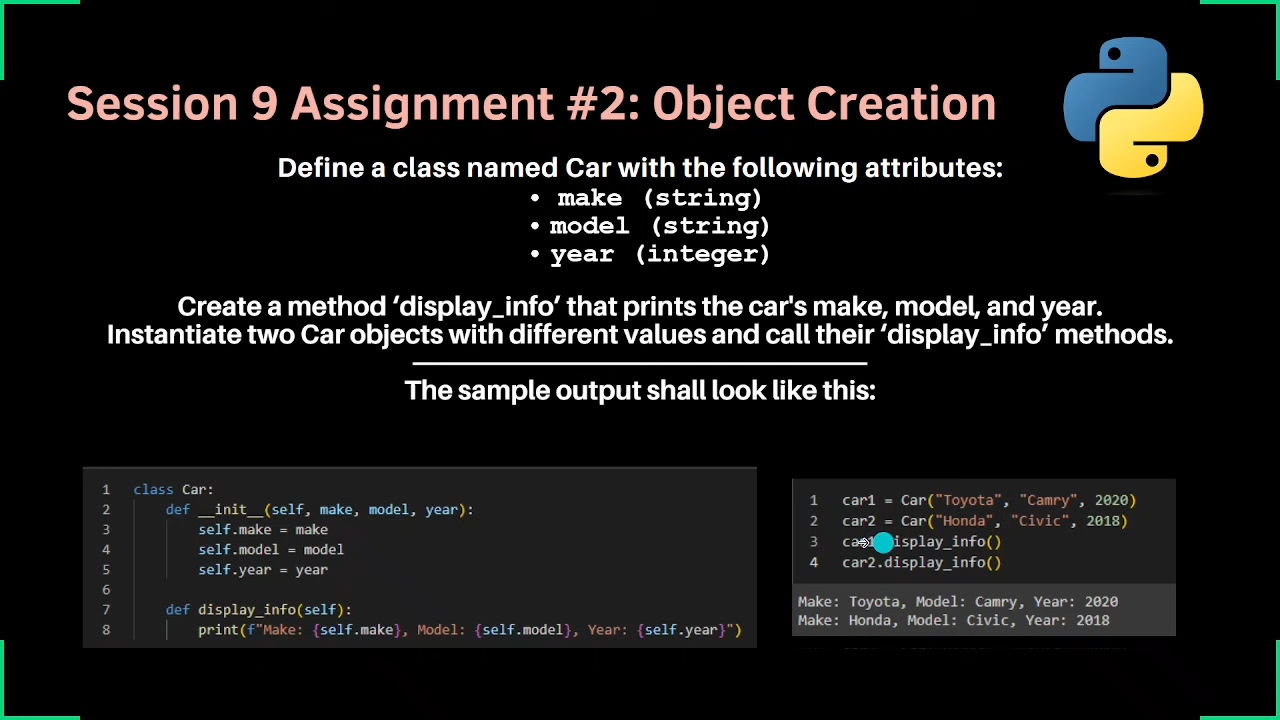 Session 9 Assignment #2: Object Creation
Define a class named Car with the following attributes:
• make (string)
• model (string)
• year (integer)
Create a method ‘display_info’ that prints the car's make, model, and year.
Instantiate two Car objects with different values and call their ‘display_info’ methods.
The sample output shall look like this:
1 class Car:
2 def __init__(self, make, model, year):
3 self.make = make
4 self.model = model
5 self.year = year
6
7 def display_info(self):
8 print(f"Make: {self.make}, Model: {self.model}, Year: {self.year}")
1 car1 = Car("Toyota", "Camry", 2020)
2 car2 = Car("Honda", "Civic", 2018)
3 car1.display_info()
4 car2.display_info()
Make: Toyota, Model: Camry, Year: 2020
Make: Honda, Model: Civic, Year: 2018